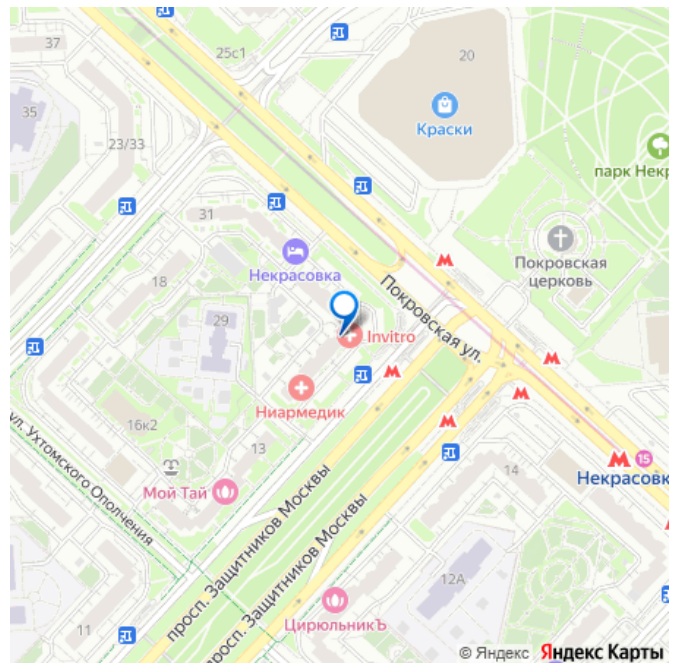 37
25с1
20
35
Краски
23/33
парк Некр
31
Некрасовка
Покровская
церковь
18
Покровская ул.
29
Invitro
Ниармедик
16к2
13
14
15
Некрасовк
ул. Ухтомского Ополчения
Мой Тай
просп. Защитников Москвы
просп. Защитников Москвы
12А
ЦирюльникЪ
11
© Яндекс Яндекс Карты